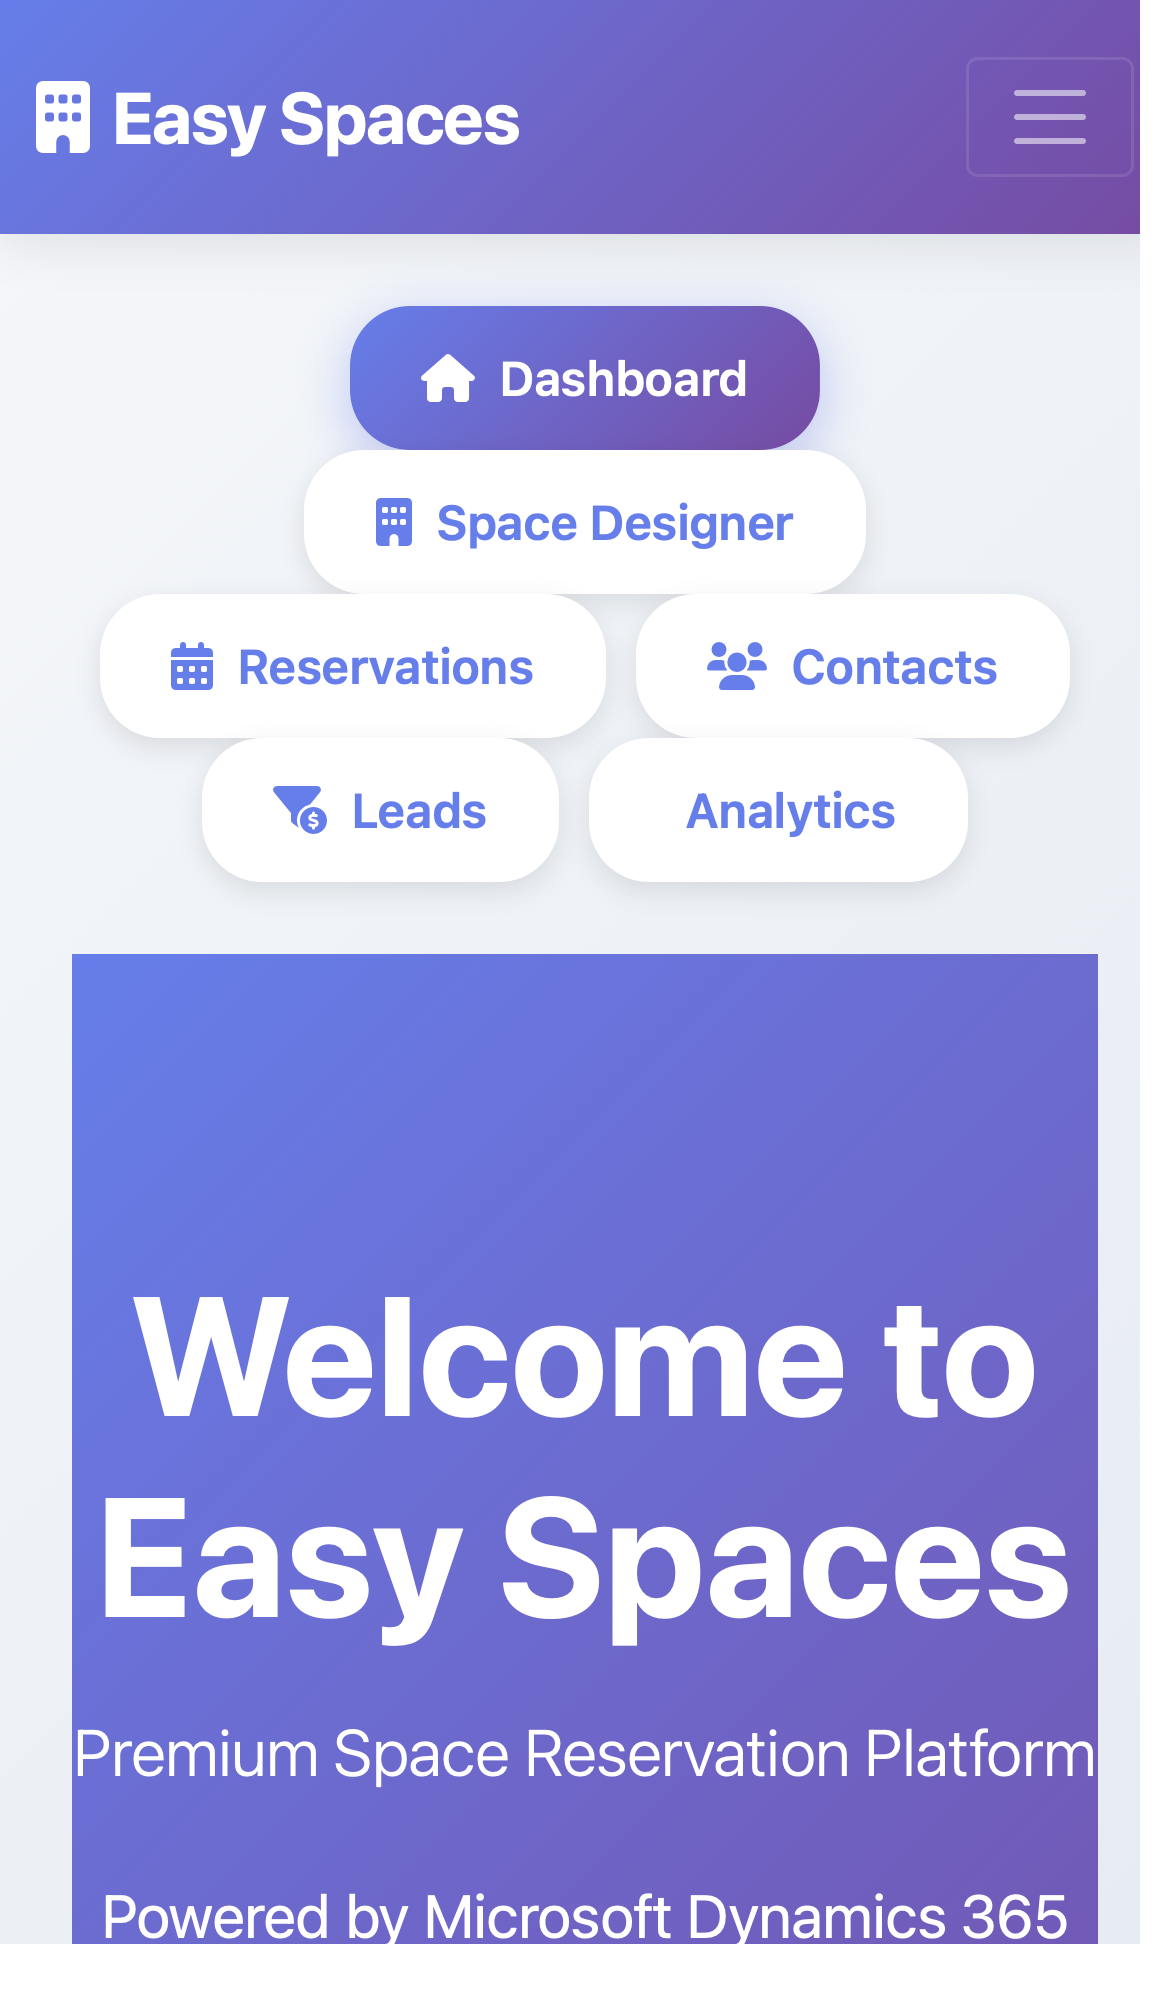 Easy Spaces
Dashboard
Space Designer
Reservations
Contacts
Leads
Analytics
Welcome to
Easy Spaces
Premium Space Reservation Platform
Powered by Microsoft Dynamics 365